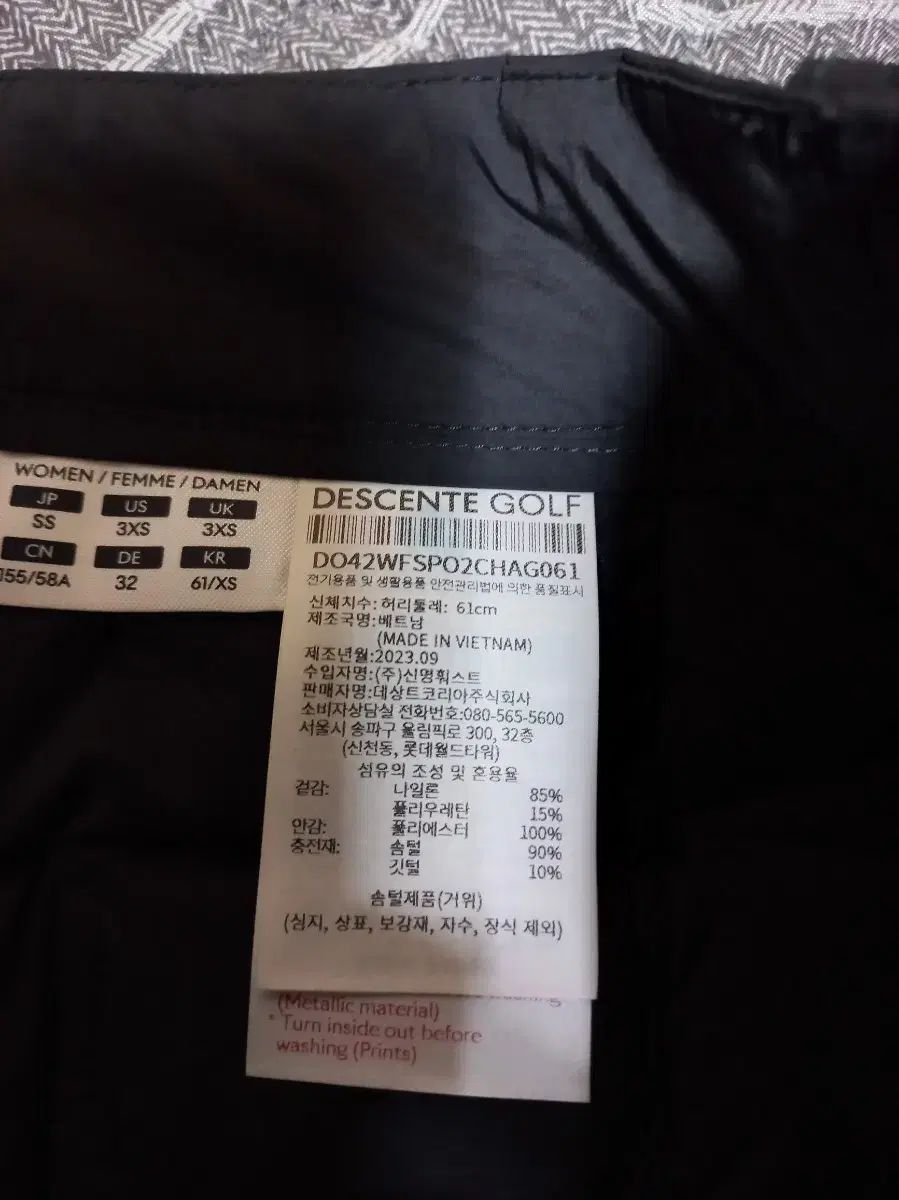 WOMEN / FEMME / DAMEN
JP US UK
SS 3XS 3XS
CN DE KR
155/58A 32 61/XS
DESCENTE GOLF
DO42WFSPO2CHAG061
전기용품 및 생활용품 안전관리법에 의한 품질표시
신체치수:허리둘레: 61cm
제조국명:베트남
(MADE IN VIETNAM)
제조년월:2023.09
수입자명:(주)신명훠스트
판매자명:데상트코리아주식회사
소비자상담실 전화번호:080-565-5600
서울시 송파구 올림픽로 300, 32층
(신천동, 롯데월드타워)
섬유의 조성 및 혼용율
겉감: 나일론 85%
폴리우레탄 15%
안감: 폴리에스터 100%
충전재: 솜털 90%
깃털 10%
솜털제품(거위)
(심지, 상표, 보강재, 자수, 장식 제외)
(Metallic material)
* Turn inside out before
washing (Prints)